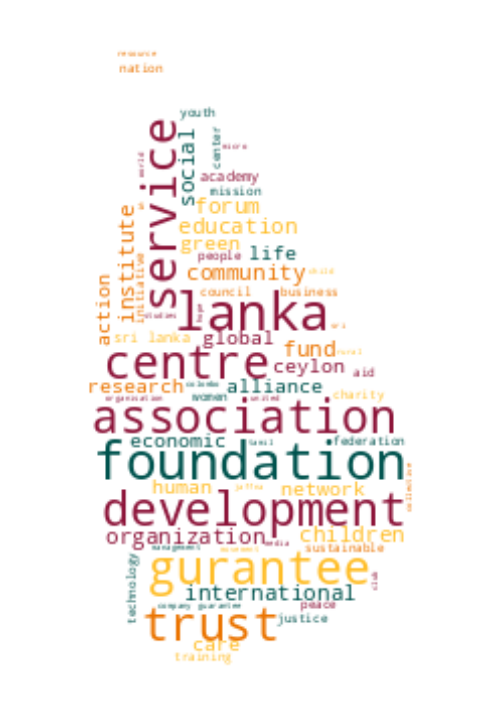 resource
nation
youth
service
social
center
micro
world
academy
mission
forum
institute
education
green
people
life
initiative
community
child
action
council
business
hope
studies
lanka
sri
sri lanka
global
fund
rural
centre
ceylon
aid
research
colombo
alliance
organisation
women
united
charity
association
economic
tamil
federation
foundation
collective
human
jaffna
network
development
organization
media
children
management
movement
sustainable
gurantee
club
technology
international
company
guarantee
peace
trust
justice
care
training